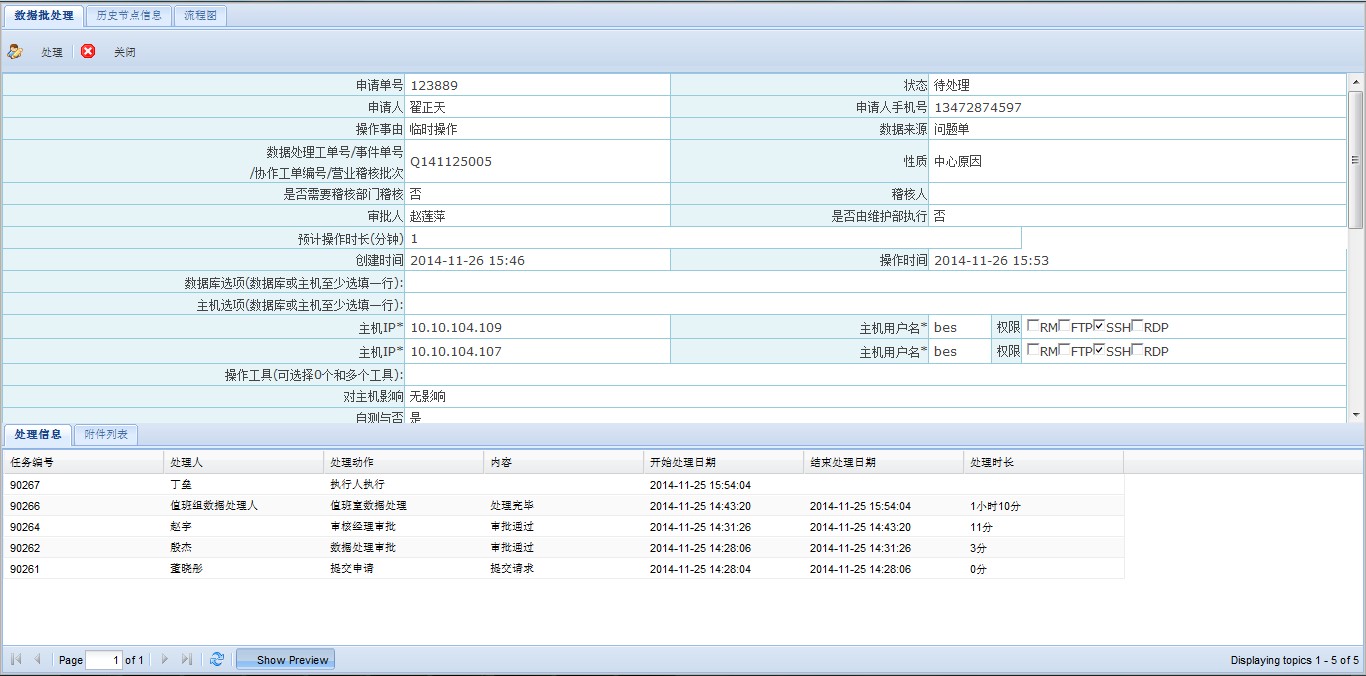 数据批处理 历史节点信息 流程图
处理 关闭
申请单号 123889 状态 待处理
申请人 翟正天 申请人手机号 13472874597
操作事由 临时操作 数据来源 问题单
数据处理工单号/事件单号
/协作工单编号/营业稽核批次 Q141125005 性质 中心原因
是否需要稽核部门稽核 否 稽核人
审批人 赵莲萍 是否由维护部执行 否
预计操作时长(分钟) 1
创建时间 2014-11-26 15:46 操作时间 2014-11-26 15:53
数据库选项(数据库或主机至少选填一行):
主机选项(数据库或主机至少选填一行):
主机IP* 10.10.104.109 主机用户名* bes 权限 RM FTP SSH RDP
主机IP* 10.10.104.107 主机用户名* bes 权限 RM FTP SSH RDP
操作工具(可选择0个和多个工具):
对主机影响 无影响
自测与否 是
处理信息 附件列表
任务编号 处理人 处理动作 内容 开始处理日期 结束处理日期 处理时长
90267 丁 执行人执行 2014-11-25 15:54:04
90266 值班组数据处理人 值班室数据处理 处理完毕 2014-11-25 14:43:20 2014-11-25 15:54:04 1小时10分
90264 赵宇 审核经理审批 审批通过 2014-11-25 14:31:26 2014-11-25 14:43:20 11分
90262 殷杰 数据处理审批 审批通过 2014-11-25 14:28:06 2014-11-25 14:31:26 3分
90261 董晓彤 提交申请 提交请求 2014-11-25 14:28:04 2014-11-25 14:28:06 0分
Page 1 of 1 Show Preview Displaying topics 1 - 5 of 5